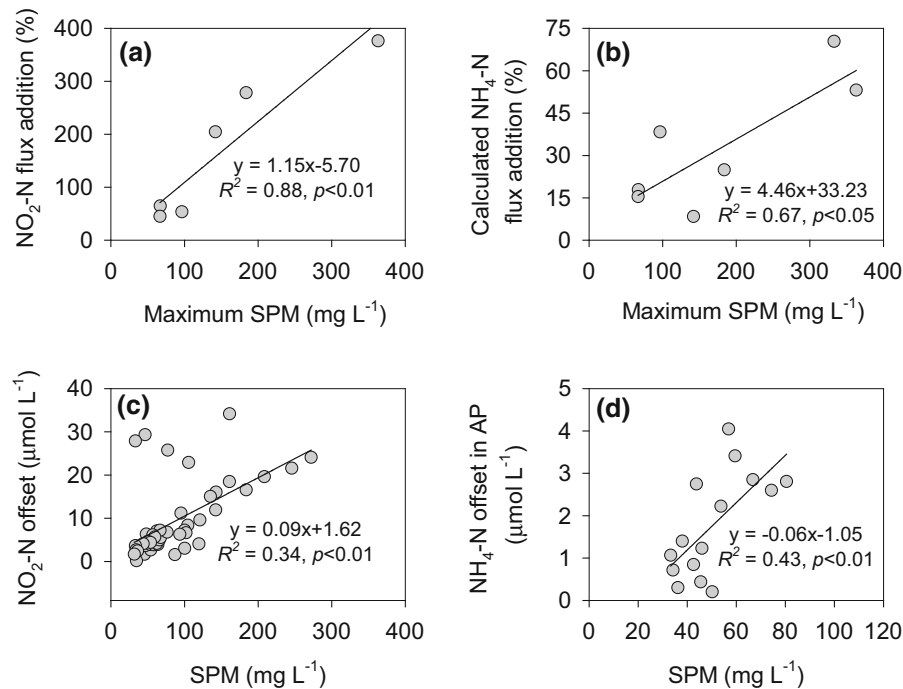 (a)
NO₂-N flux addition (%)
400
300
200
100
0
y = 1.15x-5.70
R² = 0.88, p<0.01
0 100 200 300 400
Maximum SPM (mg L⁻¹)
(b)
Calculated NH₄-N
flux addition (%)
75
60
45
30
15
0
y = 4.46x+33.23
R² = 0.67, p<0.05
0 100 200 300 400
Maximum SPM (mg L⁻¹)
(c)
NO₂-N offset (μmol L⁻¹)
40
30
20
10
0
y = 0.09x+1.62
R² = 0.34, p<0.01
0 100 200 300 400
SPM (mg L⁻¹)
(d)
NH₄-N offset in AP
(μmol L⁻¹)
5
4
3
2
1
0
y = -0.06x-1.05
R² = 0.43, p<0.01
0 20 40 60 80 100 120
SPM (mg L⁻¹)